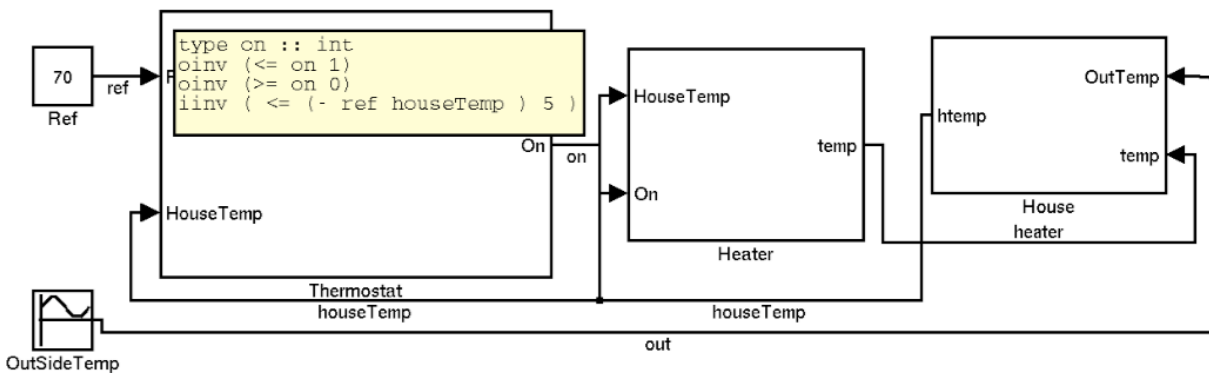 type on :: int
oinv (<= on 1)
oinv (>= on 0)
iinv ( <= (- ref houseTemp ) 5 )
70
ref
Ref
HouseTemp
On
on
Thermostat
houseTemp
HouseTemp
On
temp
Heater
houseTemp
OutTemp
htemp
temp
House
heater
OutSideTemp
out